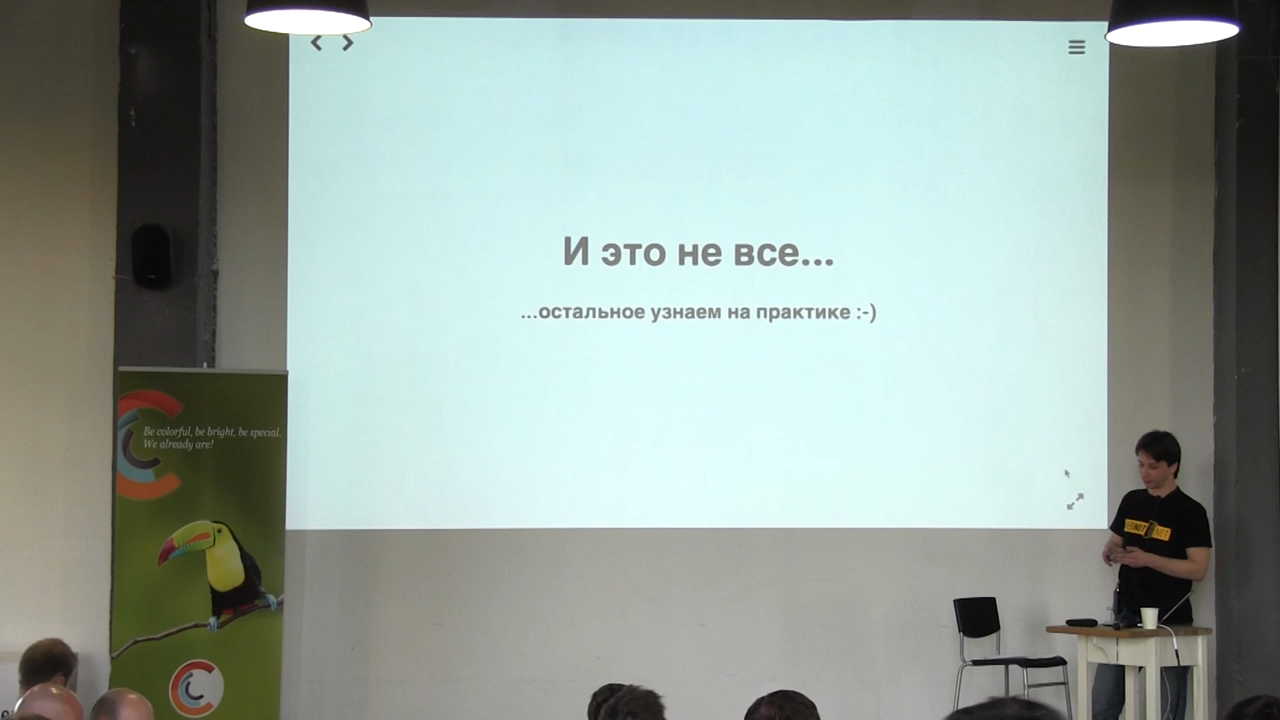 И это не все...
...остальное узнаем на практике :-)
Be colorful, be bright, be special.
We already are!